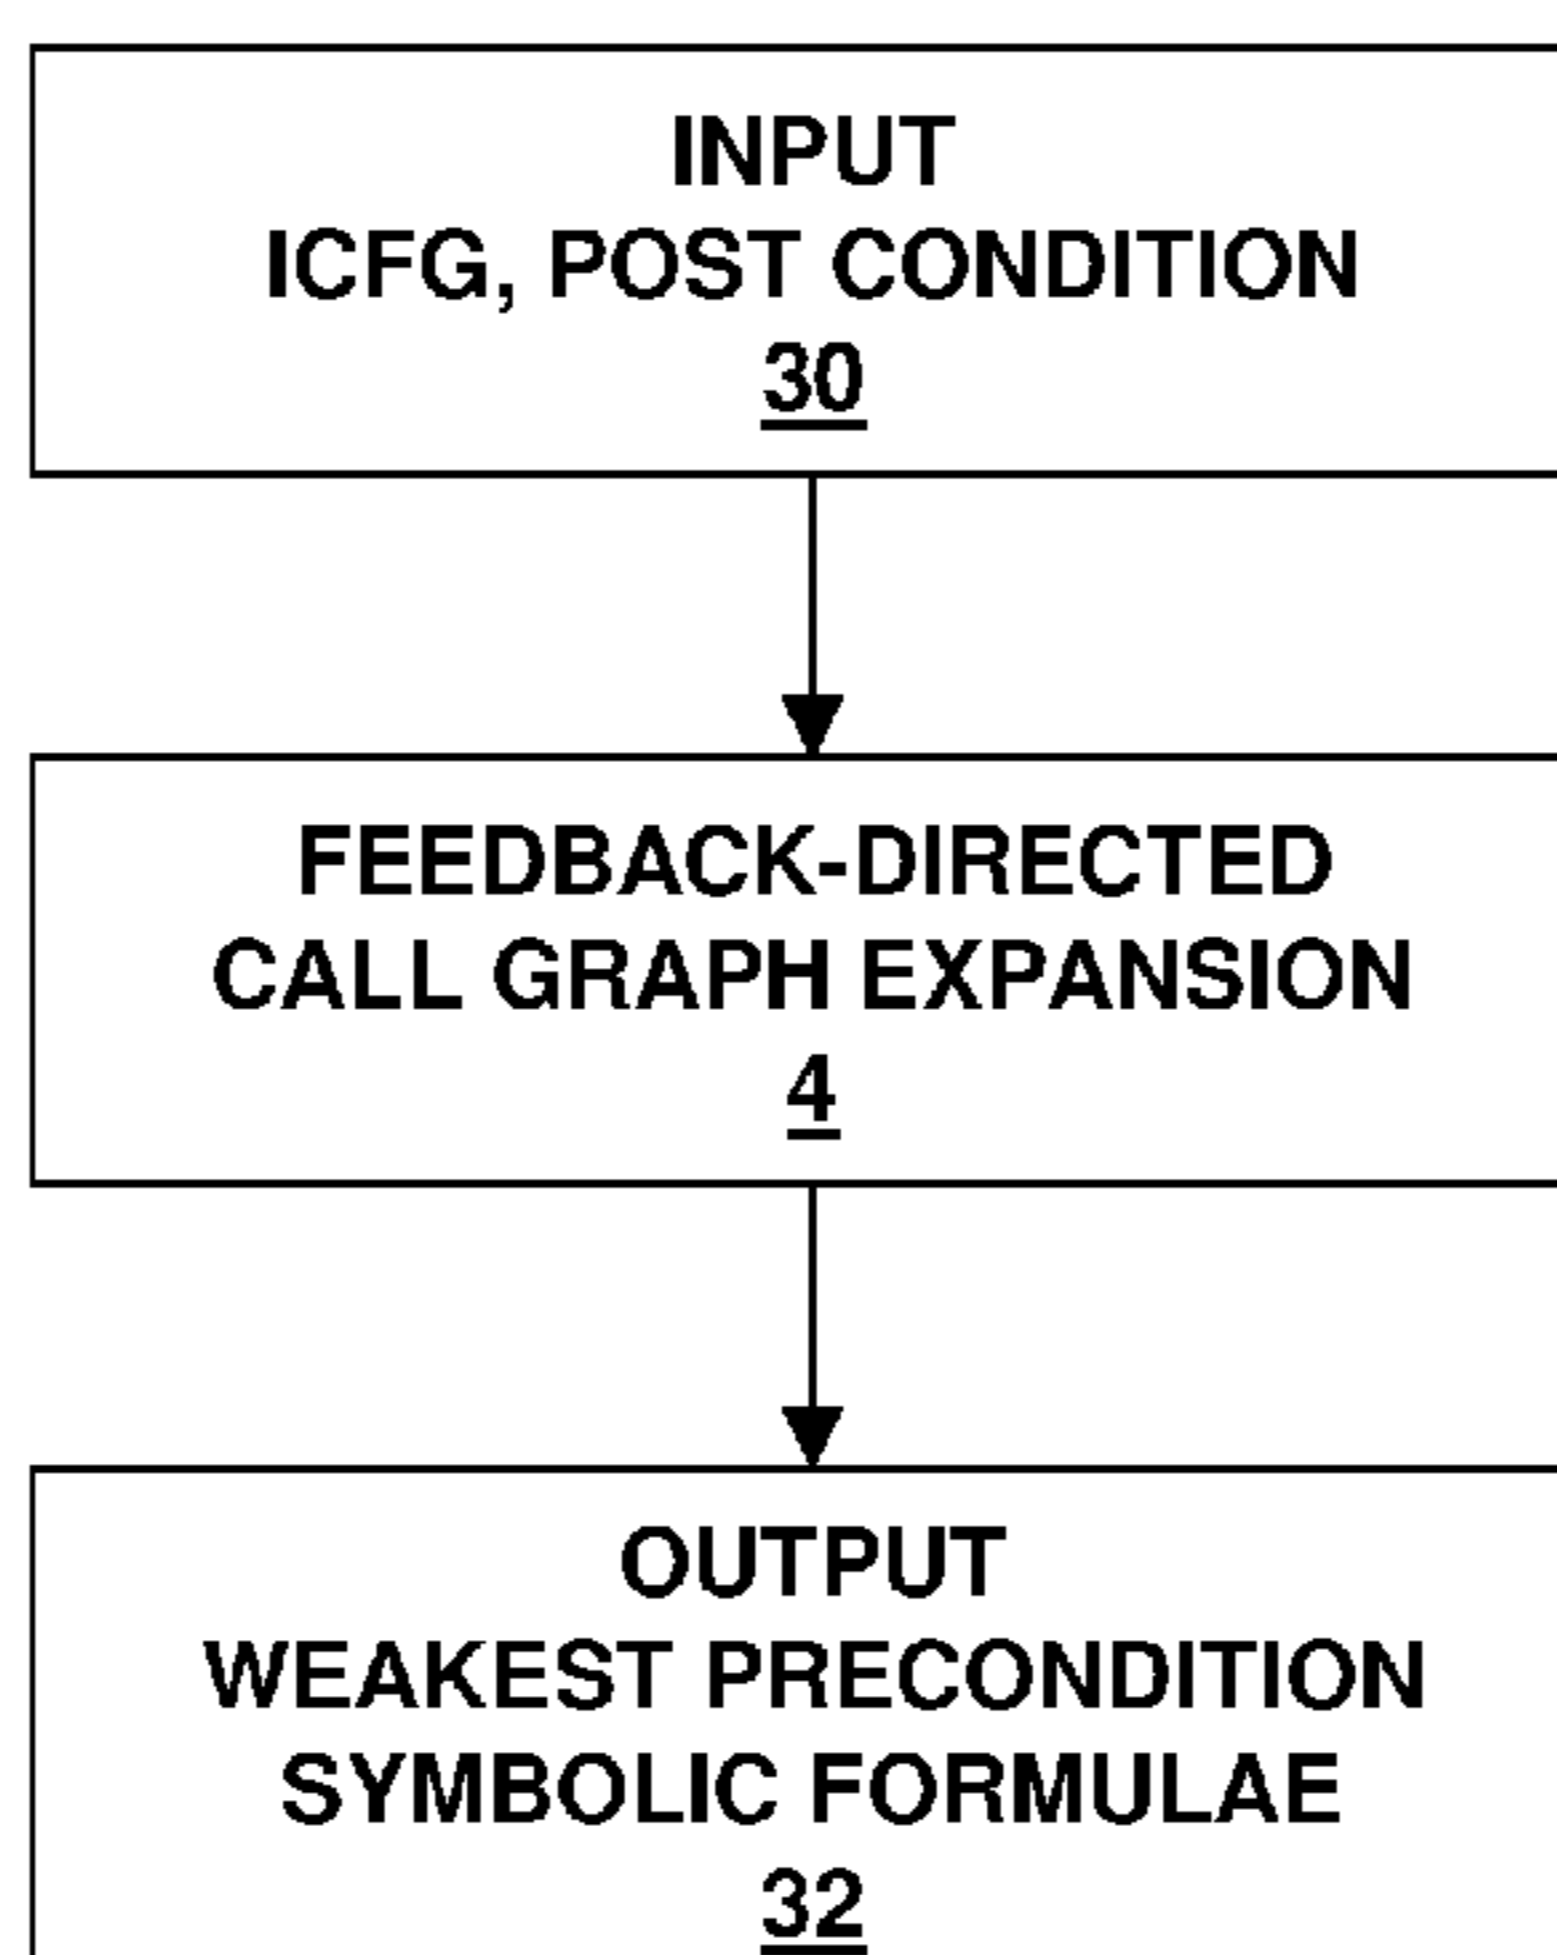 INPUT
ICFG, POST CONDITION
30
FEEDBACK-DIRECTED
CALL GRAPH EXPANSION
4
OUTPUT
WEAKEST PRECONDITION
SYMBOLIC FORMULAE
32